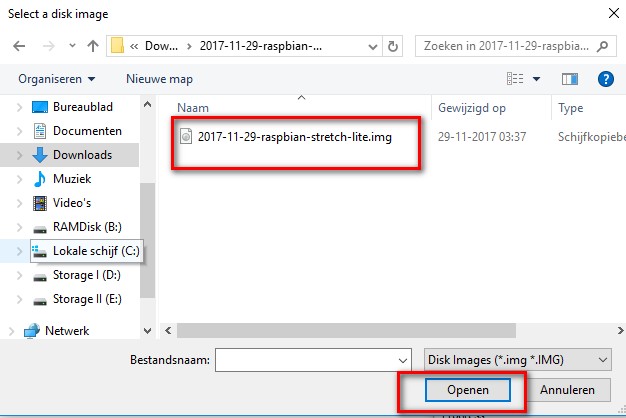 Select a disk image
Dow... 2017-11-29-raspbian-...
Zoeken in 2017-11-29-raspbia...
Organiseren
Nieuwe map
?
Bureaublad
Documenten
Downloads
Muziek
Video's
RAMDisk (B:)
Lokale schijf (C:)
Storage I (D:)
Storage II (E:)
Netwerk
Naam Gewijzigd op Type
2017-11-29-raspbian-stretch-lite.img 29-11-2017 03:37 Schijfkopiebe
Bestandsnaam:
Disk Images (*.img *.IMG)
Openen
Annuleren